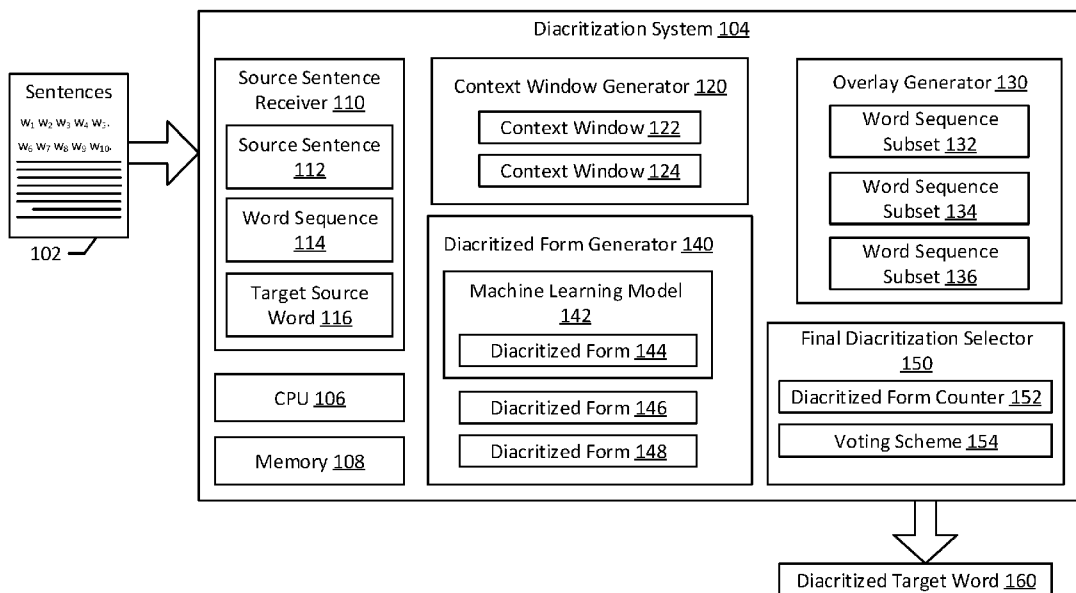 Diacritization System 104
Sentences
w1 w2 w3 w4 w5.
w6 w7 w8 w9 w10.
102
Source Sentence
Receiver 110
Source Sentence
112
Word Sequence
114
Target Source
Word 116
CPU 106
Memory 108
Context Window Generator 120
Context Window 122
Context Window 124
Diacritized Form Generator 140
Machine Learning Model
142
Diacritized Form 144
Diacritized Form 146
Diacritized Form 148
Overlay Generator 130
Word Sequence
Subset 132
Word Sequence
Subset 134
Word Sequence
Subset 136
Final Diacritization Selector
150
Diacritized Form Counter 152
Voting Scheme 154
Diacritized Target Word 160